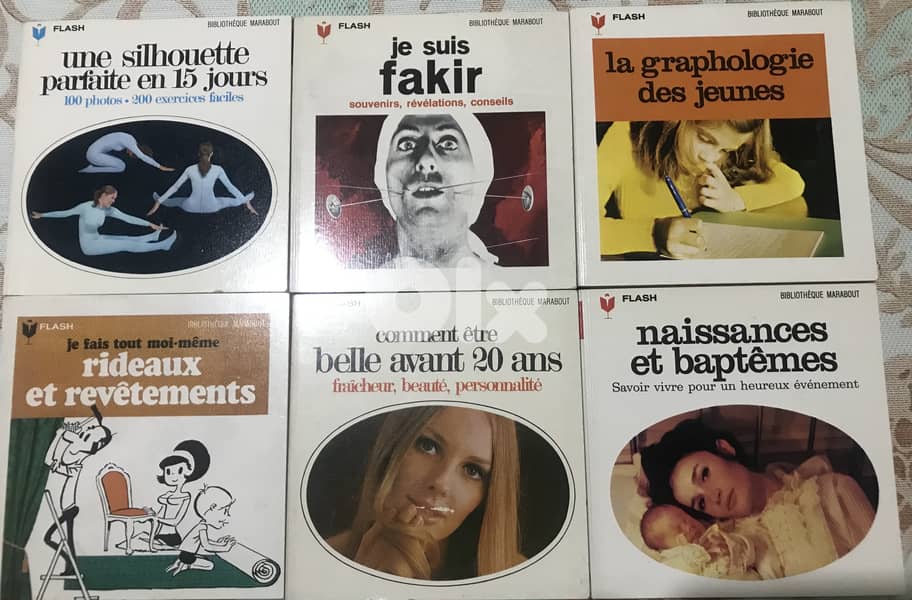 FLASH
BIBLIOTHÈQUE MARABOUT
une silhouette
parfaite en 15 jours
100 photos • 200 exercices faciles
FLASH
BIBLIOTHÈQUE MARABOUT
je suis
fakir
souvenirs, révélations, conseils
FLASH
BIBLIOTHÈQUE MARABOUT
la graphologie
des jeunes
FLASH
BIBLIOTHÈQUE MARABOUT
je fais tout moi-même
rideaux
et revêtements
FLASH
BIBLIOTHÈQUE MARABOUT
comment être
belle avant 20 ans
fraîcheur, beauté, personnalité
FLASH
BIBLIOTHÈQUE MARABOUT
naissances
et baptêmes
Savoir vivre pour un heureux événement
olx